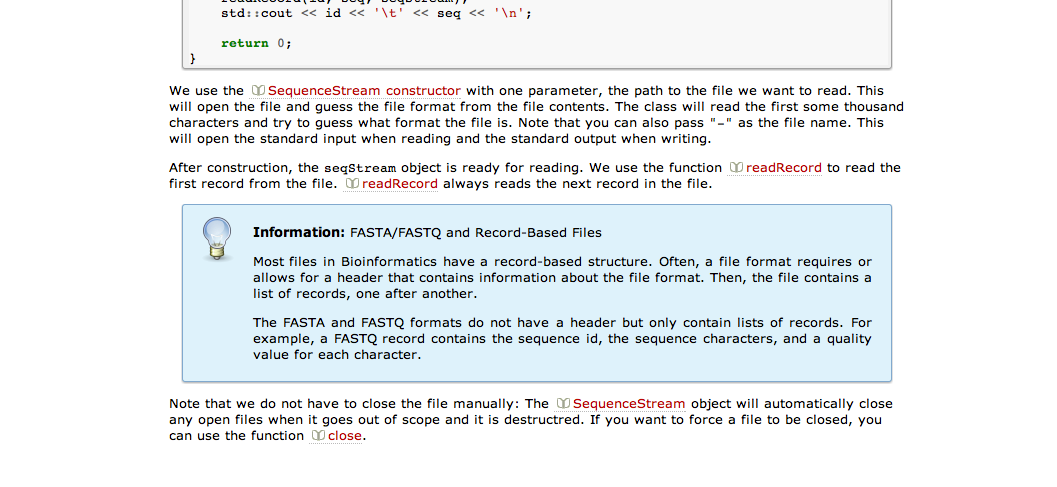 std::cout << id << '\t' << seq << '\n';
return 0;
}
We use the SequenceStream constructor with one parameter, the path to the file we want to read. This
will open the file and guess the file format from the file contents. The class will read the first some thousand
characters and try to guess what format the file is. Note that you can also pass "-" as the file name. This
will open the standard input when reading and the standard output when writing.
After construction, the seqStream object is ready for reading. We use the function readRecord to read the
first record from the file. readRecord always reads the next record in the file.
Information: FASTA/FASTQ and Record-Based Files
Most files in Bioinformatics have a record-based structure. Often, a file format requires or
allows for a header that contains information about the file format. Then, the file contains a
list of records, one after another.
The FASTA and FASTQ formats do not have a header but only contain lists of records. For
example, a FASTQ record contains the sequence id, the sequence characters, and a quality
value for each character.
Note that we do not have to close the file manually: The SequenceStream object will automatically close
any open files when it goes out of scope and it is destructred. If you want to force a file to be closed, you
can use the function close.